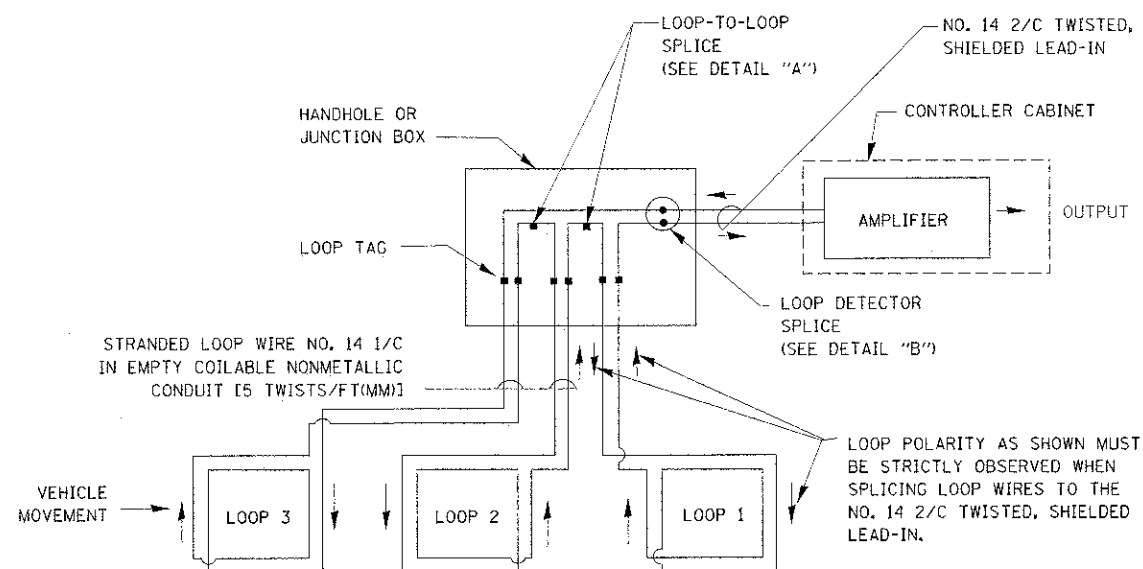 LOOP-TO-LOOP
SPLICE
(SEE DETAIL "A")
NO. 14 2/C TWISTED,
SHIELDED LEAD-IN
HANDHOLE OR
JUNCTION BOX
CONTROLLER CABINET
AMPLIFIER
OUTPUT
LOOP TAG
LOOP DETECTOR
SPLICE
(SEE DETAIL "B")
STRANDED LOOP WIRE NO. 14 1/C
IN EMPTY COILABLE NONMETALLIC
CONDUIT [5 TWISTS/FT(MM)]
LOOP POLARITY AS SHOWN MUST
BE STRICTLY OBSERVED WHEN
SPLICING LOOP WIRES TO THE
NO. 14 2/C TWISTED, SHIELDED
LEAD-IN.
VEHICLE
MOVEMENT
LOOP 3
LOOP 2
LOOP 1